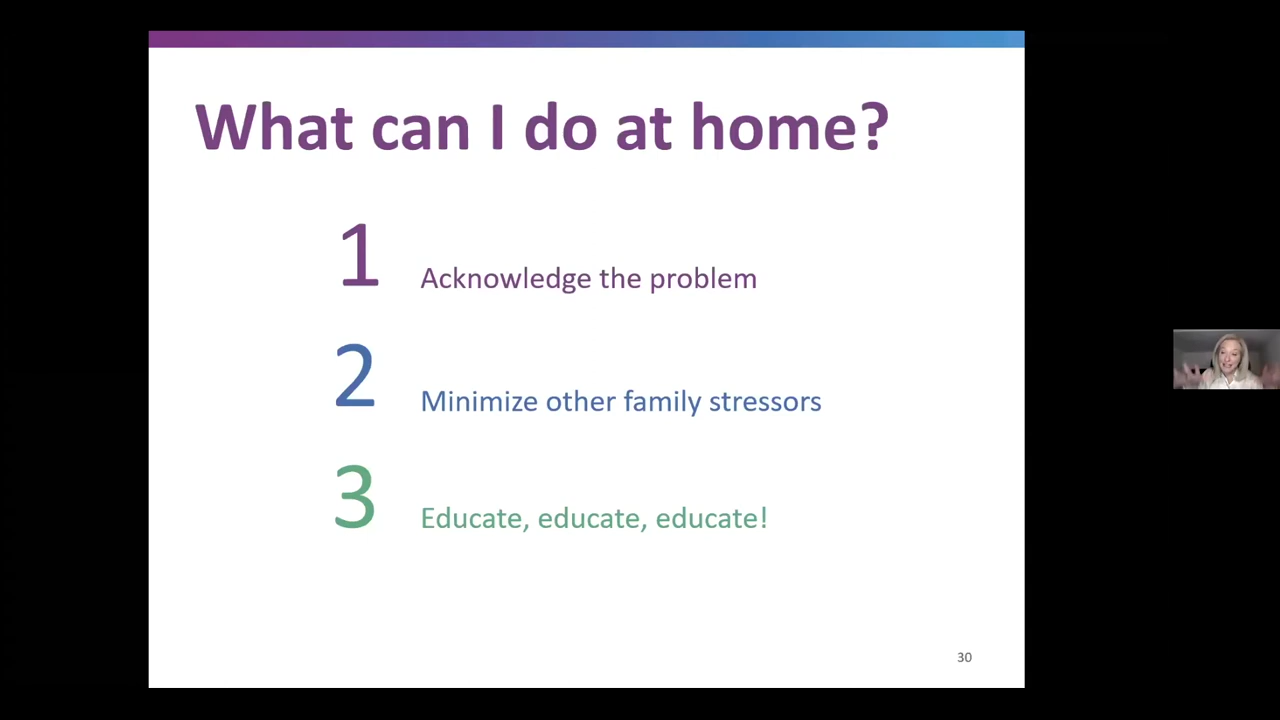 What can I do at home?
1
Acknowledge the problem
2
Minimize other family stressors
3
Educate, educate, educate!
30